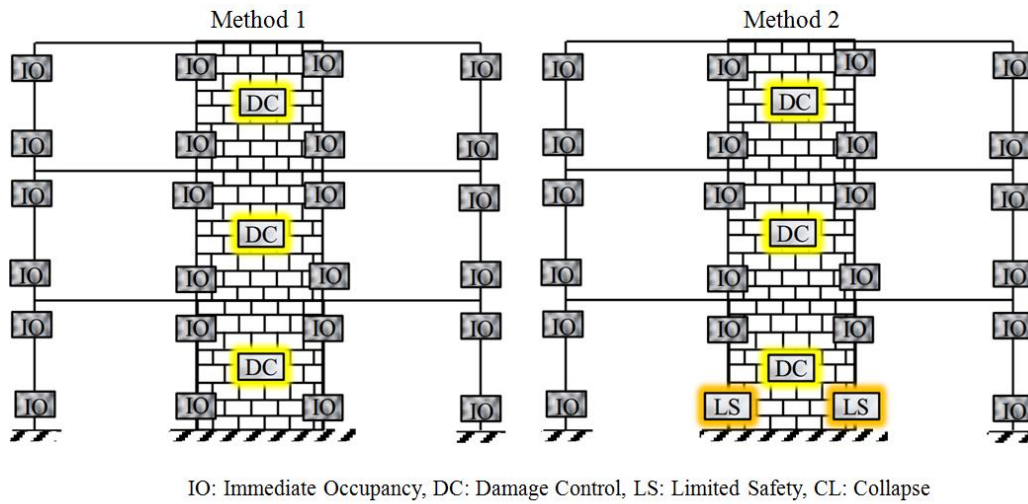 Method 1 Method 2
IO IO IO IO IO IO IO IO
DC DC
IO IO IO IO IO IO IO IO
IO IO IO IO IO IO IO IO
DC DC
IO IO IO IO IO IO IO IO
IO IO IO IO IO IO IO IO
DC DC
IO IO IO IO IO LS LS IO
IO: Immediate Occupancy, DC: Damage Control, LS: Limited Safety, CL: Collapse